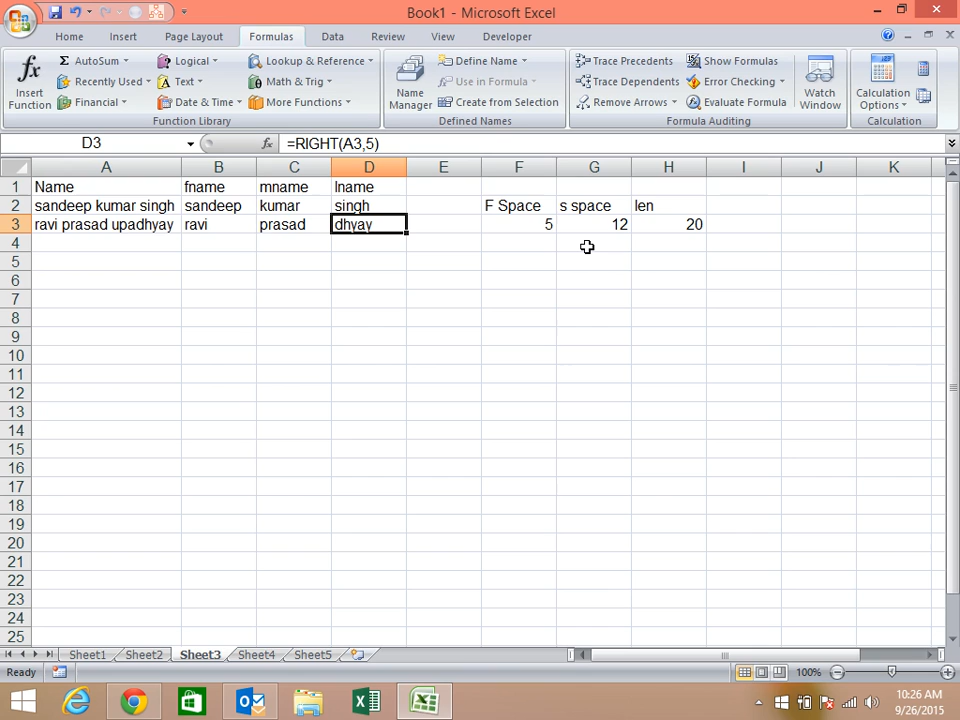 Book1 - Microsoft Excel
Home Insert Page Layout Formulas Data Review View Developer
fx Insert Function
Σ AutoSum
Recently Used
Financial
Logical
Text
Date & Time
Lookup & Reference
Math & Trig
More Functions
Function Library
Name Manager
Define Name
Use in Formula
Create from Selection
Defined Names
Trace Precedents
Trace Dependents
Remove Arrows
Show Formulas
Error Checking
Evaluate Formula
Formula Auditing
Watch Window
Calculation Options
Calculation
D3 fx =RIGHT(A3,5)
A B C D E F G H I J K
1 Name fname mname lname
2 sandeep kumar singh sandeep kumar singh F Space s space len
3 ravi prasad upadhyay ravi prasad dhyay 5 12 20
4
5
6
7
8
9
10
11
12
13
14
15
16
17
18
19
20
21
22
23
24
25
Sheet1 Sheet2 Sheet3 Sheet4 Sheet5
Ready 100%
10:26 AM
9/26/2015